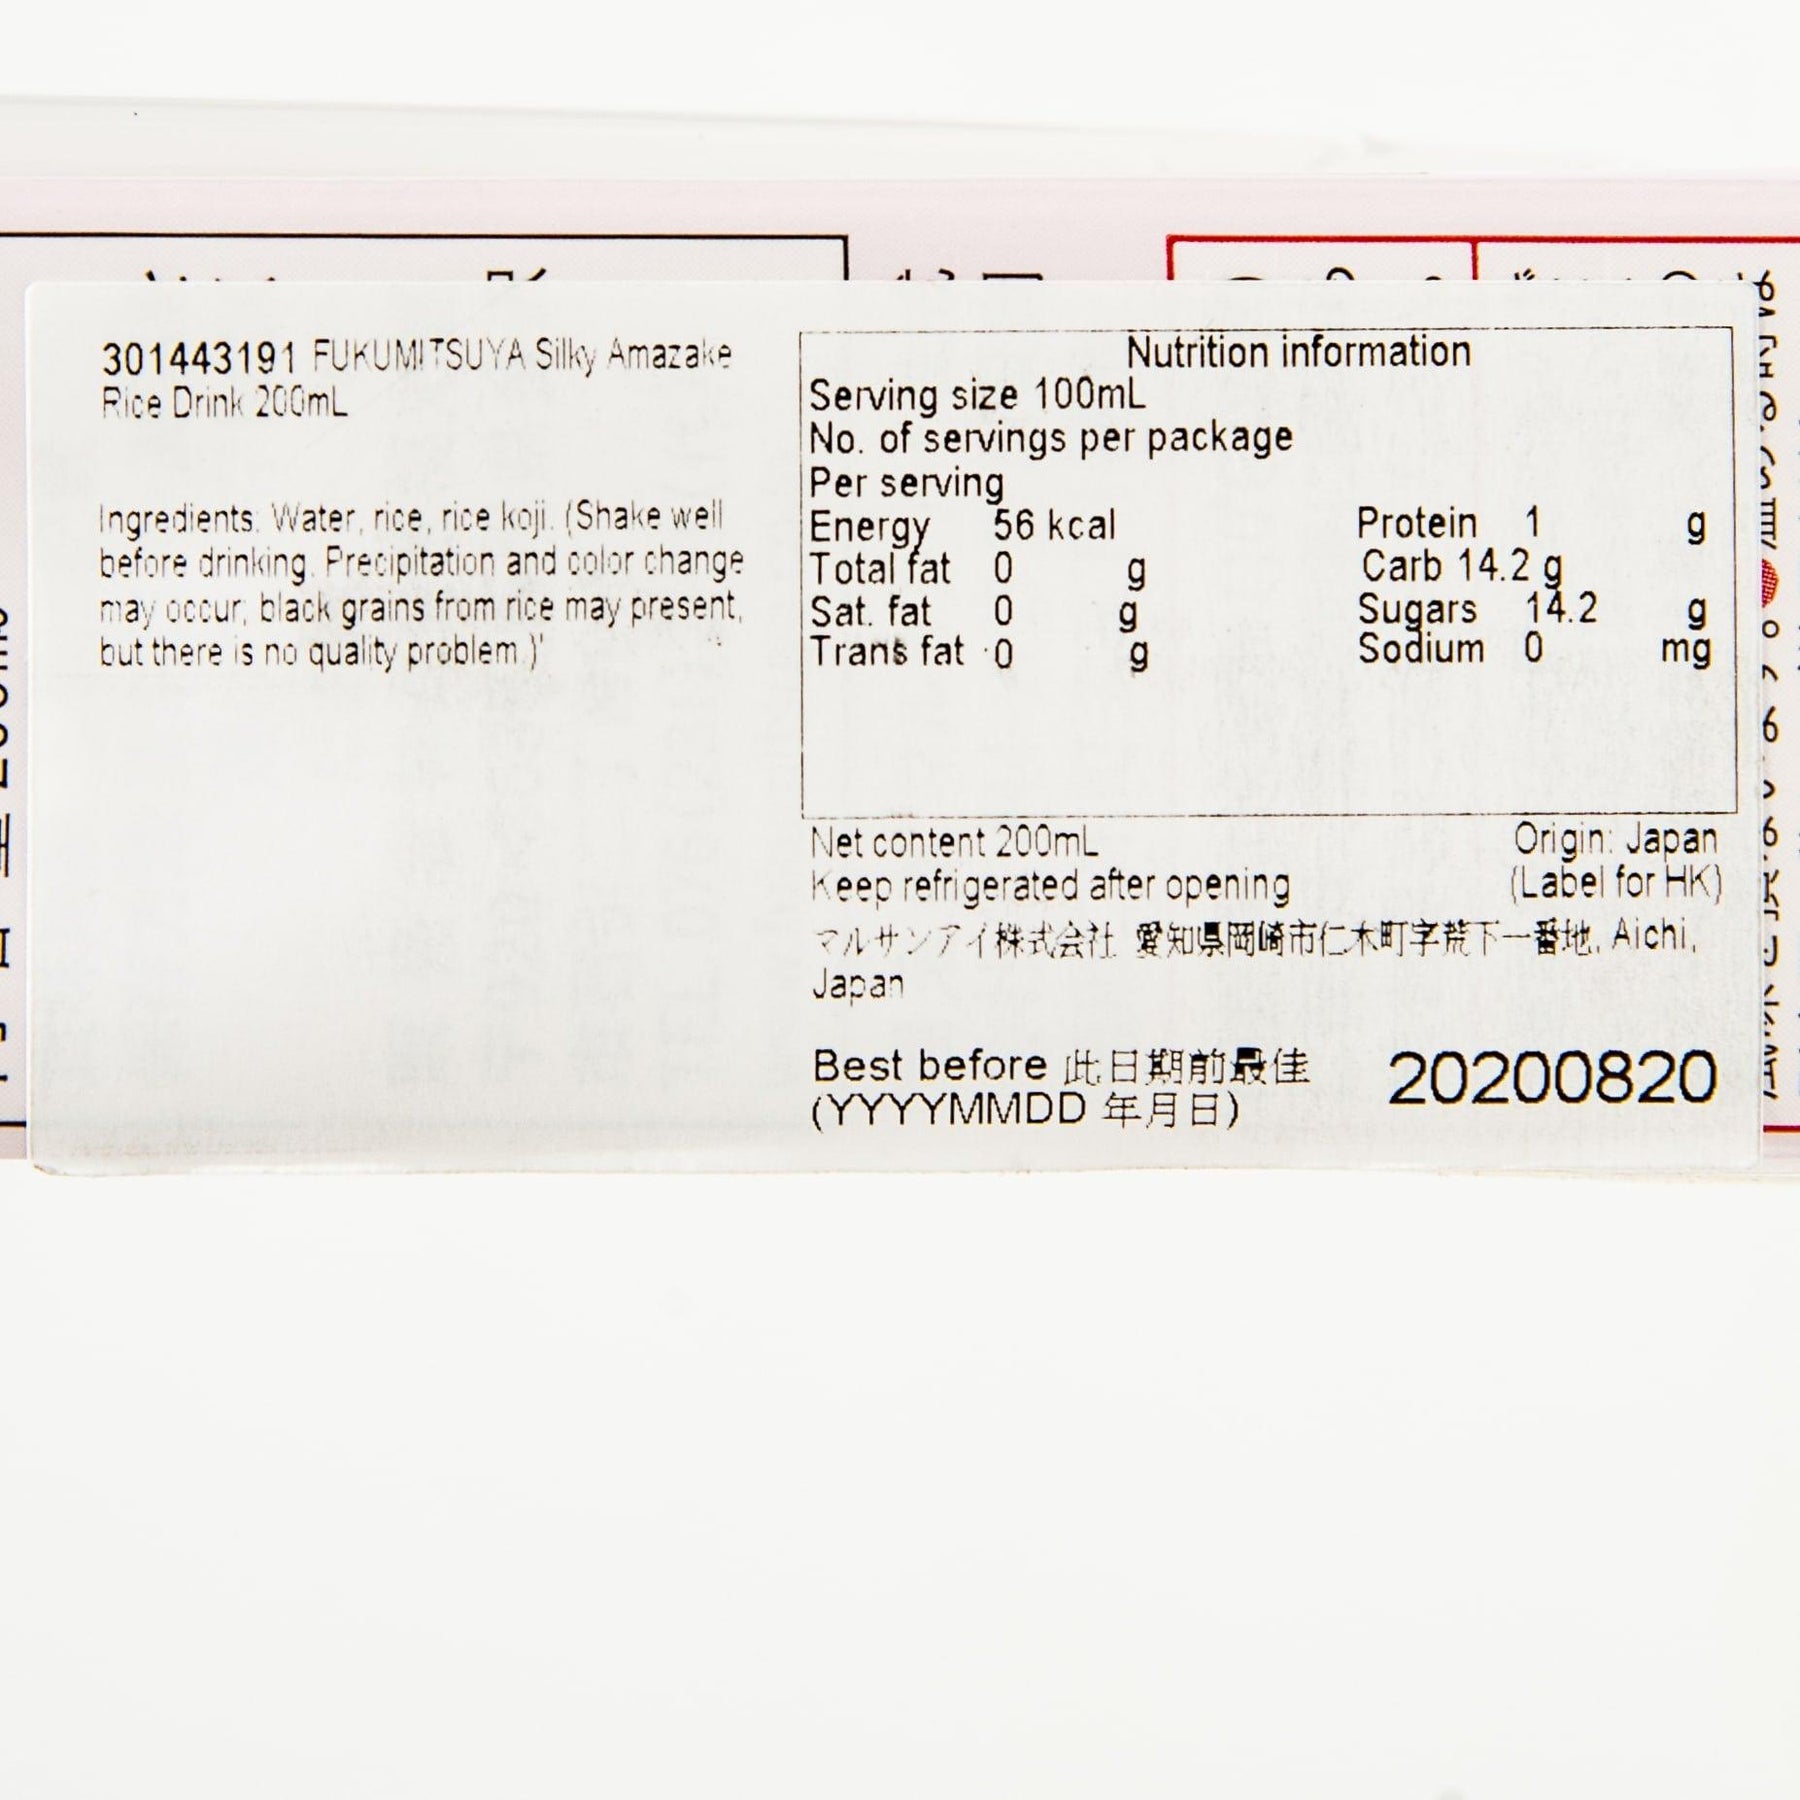 301443191 FUKUMITSUYA Silky Amazake
Rice Drink 200mL
Ingredients: Water, rice, rice koji. (Shake well
before drinking. Precipitation and color change
may occur; black grains from rice may present,
but there is no quality problem.)'
Nutrition information
Serving size 100mL
No. of servings per package
Per serving
Energy 56 kcal Protein 1 g
Total fat 0 g Carb 14.2 g
Sat. fat 0 g Sugars 14.2 g
Trans fat 0 g Sodium 0 mg
Net content 200mL Origin: Japan
Keep refrigerated after opening (Label for HK)
マルサンアイ株式会社 愛知県岡崎市仁木町字荒下一番地, Aichi,
Japan
Best before 此日期前最佳 20200820
(YYYYMMDD 年月日)